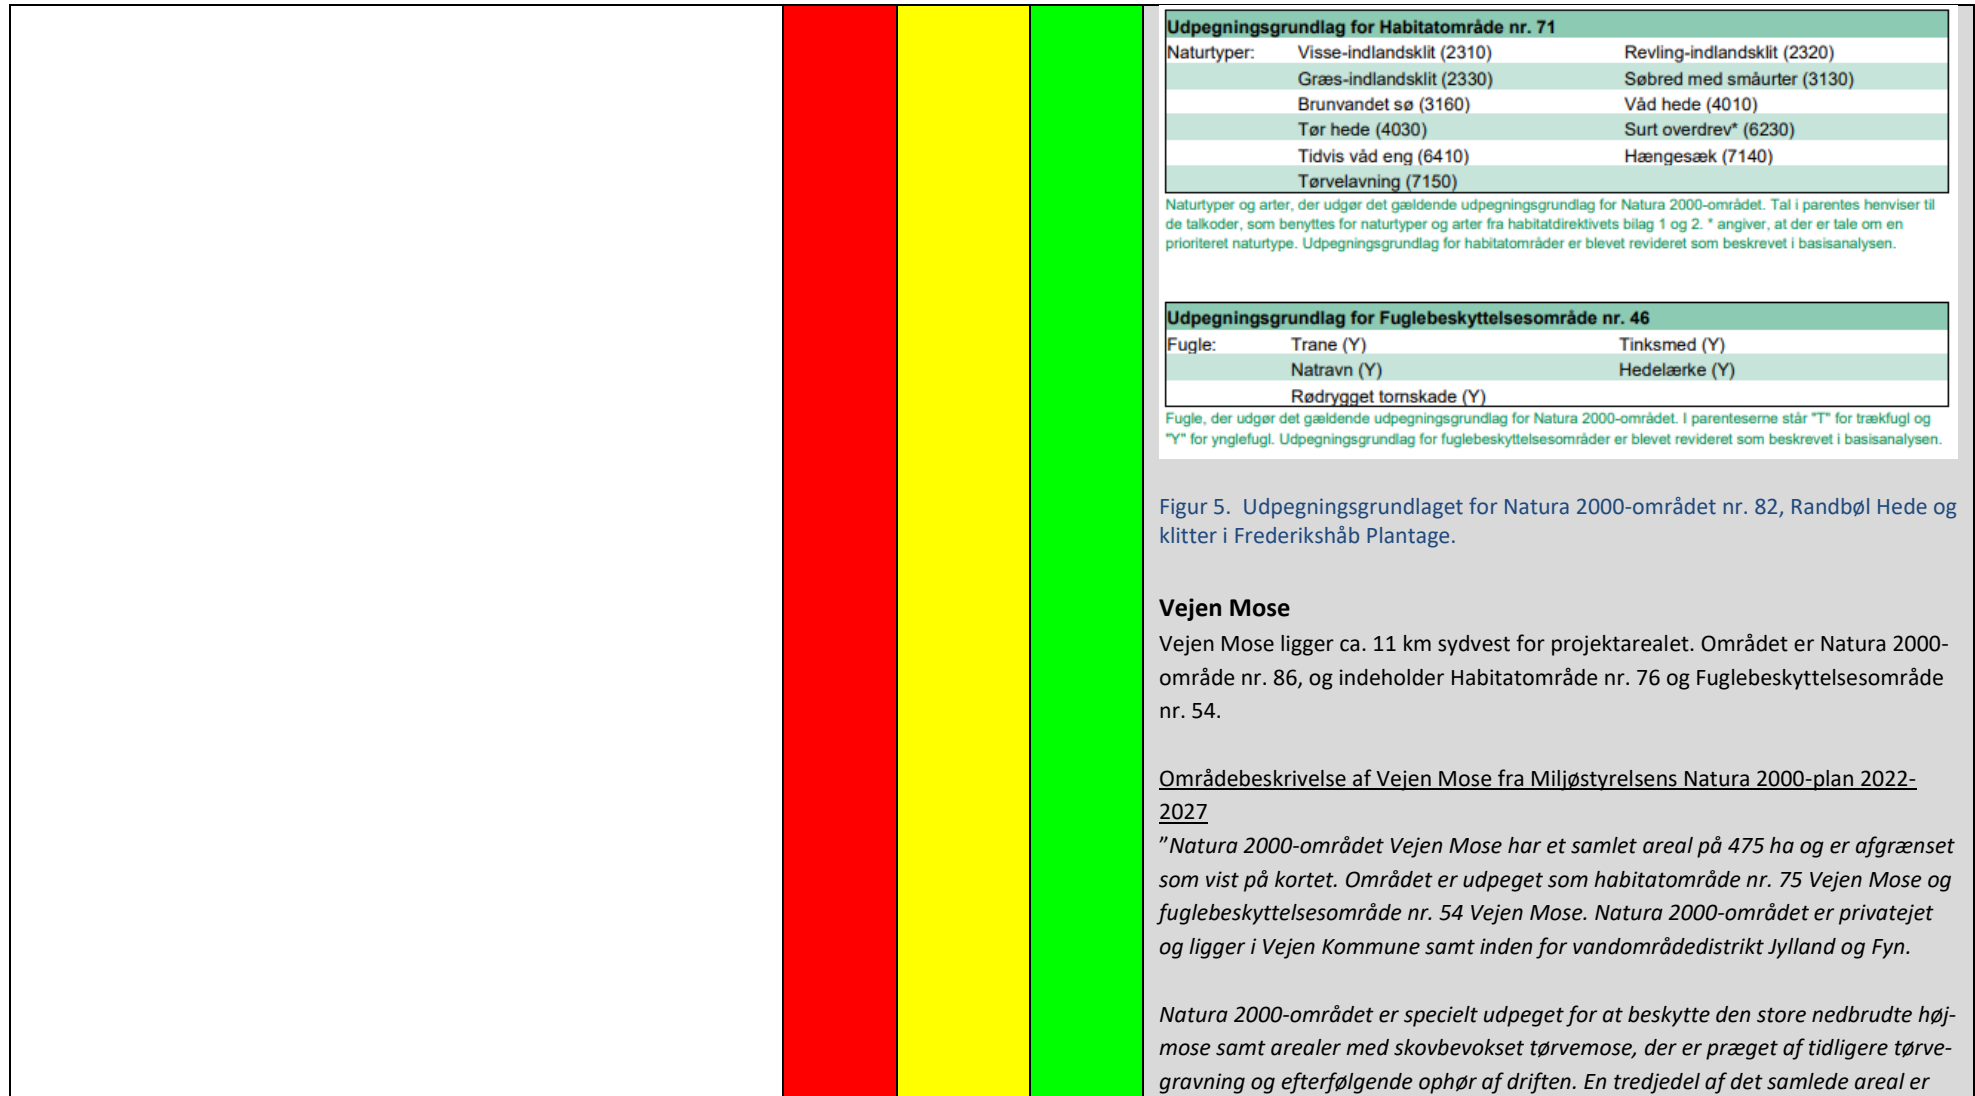 Udpegningsgrundlag for Habitatområde nr. 71
Naturtyper: Visse-indlandsklit (2310) Revling-indlandsklit (2320)
Græs-indlandsklit (2330) Søbred med småurter (3130)
Brunvandet sø (3160) Våd hede (4010)
Tør hede (4030) Surt overdrev* (6230)
Tidvis våd eng (6410) Hængesæk (7140)
Tørvelavning (7150)
Naturtyper og arter, der udgør det gældende udpegningsgrundlag for Natura 2000-området. Tal i parentes henviser til
de talkoder, som benyttes for naturtyper og arter fra habitatdirektivets bilag 1 og 2. * angiver, at der er tale om en
prioriteret naturtype. Udpegningsgrundlag for habitatområder er blevet revideret som beskrevet i basisanalysen.
Udpegningsgrundlag for Fuglebeskyttelsesområde nr. 46
Fugle: Trane (Y) Tinksmed (Y)
Natravn (Y) Hedelærke (Y)
Rødrygget tornskade (Y)
Fugle, der udgør det gældende udpegningsgrundlag for Natura 2000-området. I parenteserne står "T" for trækfugl og
"Y" for ynglefugl. Udpegningsgrundlag for fuglebeskyttelsesområder er blevet revideret som beskrevet i basisanalysen.
Figur 5. Udpegningsgrundlaget for Natura 2000-området nr. 82, Randbøl Hede og
klitter i Frederikshåb Plantage.
Vejen Mose
Vejen Mose ligger ca. 11 km sydvest for projektarealet. Området er Natura 2000-
område nr. 86, og indeholder Habitatområde nr. 76 og Fuglebeskyttelsesområde
nr. 54.
Områdebeskrivelse af Vejen Mose fra Miljøstyrelsens Natura 2000-plan 2022-
2027
”Natura 2000-området Vejen Mose har et samlet areal på 475 ha og er afgrænset
som vist på kortet. Området er udpeget som habitatområde nr. 75 Vejen Mose og
fuglebeskyttelsesområde nr. 54 Vejen Mose. Natura 2000-området er privatejet
og ligger i Vejen Kommune samt inden for vandområdedistrikt Jylland og Fyn.
Natura 2000-området er specielt udpeget for at beskytte den store nedbrudte høj-
mose samt arealer med skovbevokset tørvemose, der er præget af tidligere tørve-
gravning og efterfølgende ophør af driften. En tredjedel af det samlede areal er